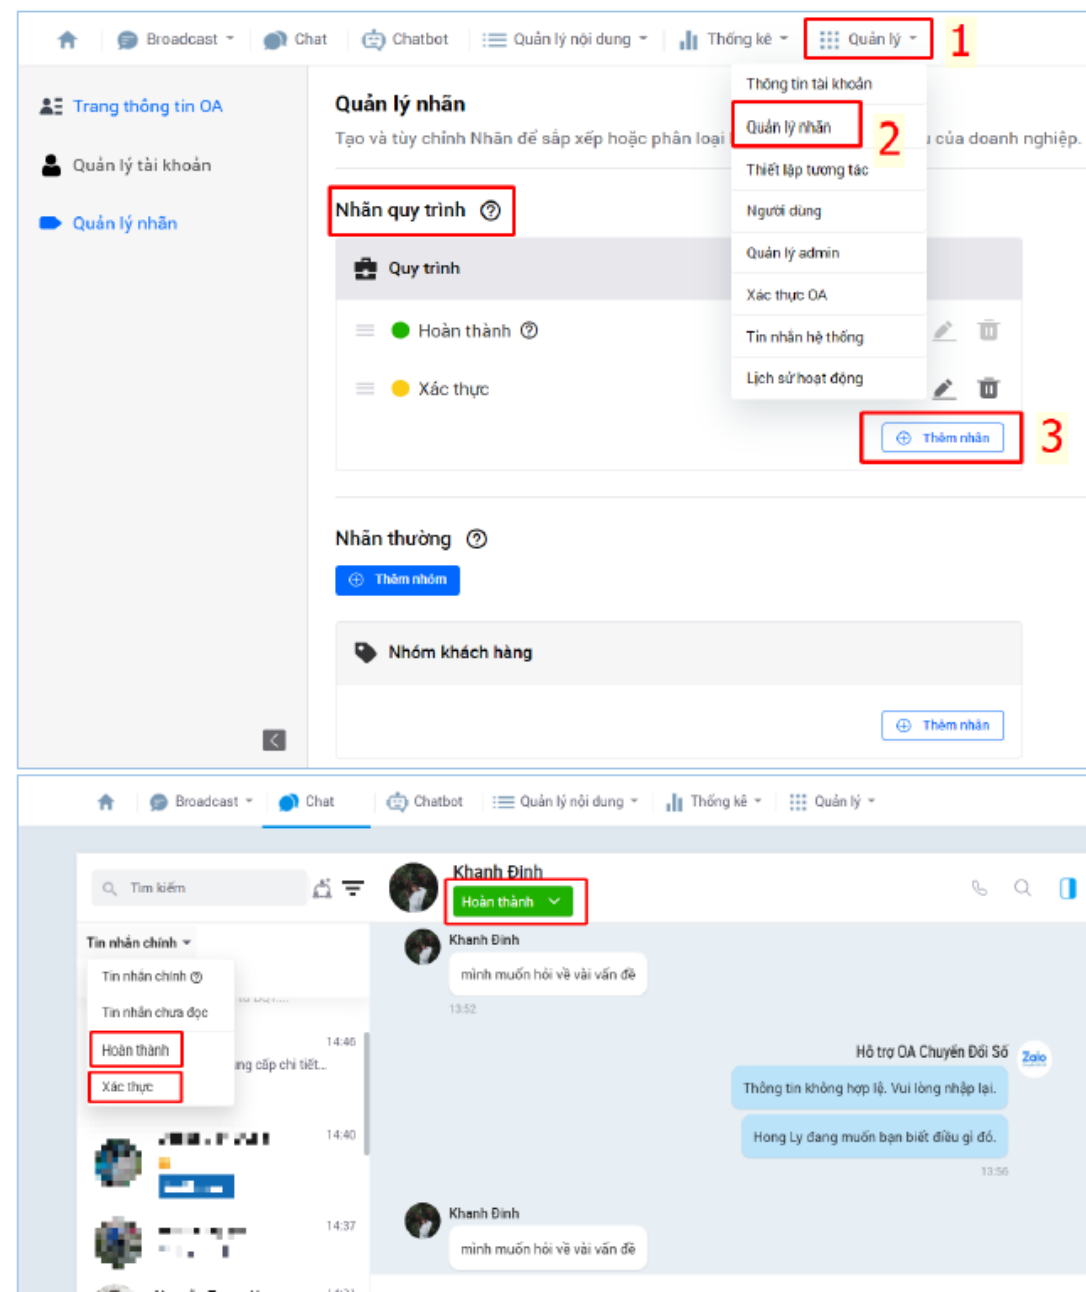 Broadcast
Chat
Chatbot
Quản lý nội dung
Thống kê
Quản lý
1
Trang thông tin OA
Quản lý tài khoản
Quản lý nhãn
Quản lý nhãn
Tạo và tùy chỉnh Nhãn để sắp xếp hoặc phân loại
của doanh nghiệp.
Thông tin tài khoản
Quản lý nhãn
2
Thiết lập tương tác
Người dùng
Quản lý admin
Xác thực OA
Tin nhắn hệ thống
Lịch sử hoạt động
Nhãn quy trình
Quy trình
Hoàn thành
Xác thực
Thêm nhãn
3
Nhãn thường
Thêm nhóm
Nhóm khách hàng
Thêm nhãn
Broadcast
Chat
Chatbot
Quản lý nội dung
Thống kê
Quản lý
Tìm kiếm
Khanh Định
Hoàn thành
Tin nhắn chính
Tin nhắn chính
Tin nhắn chưa đọc
Hoàn thành
Xác thực
14:46
ng cấp chi tiết...
14:40
14:37
Khanh Định
mình muốn hỏi về vài vấn đề
13:52
Hỗ trợ OA Chuyển Đổi Số
Zalo
Thông tin không hợp lệ. Vui lòng nhập lại.
Hong Ly đang muốn bạn biết điều gì đó.
13:56
Khanh Định
mình muốn hỏi về vài vấn đề